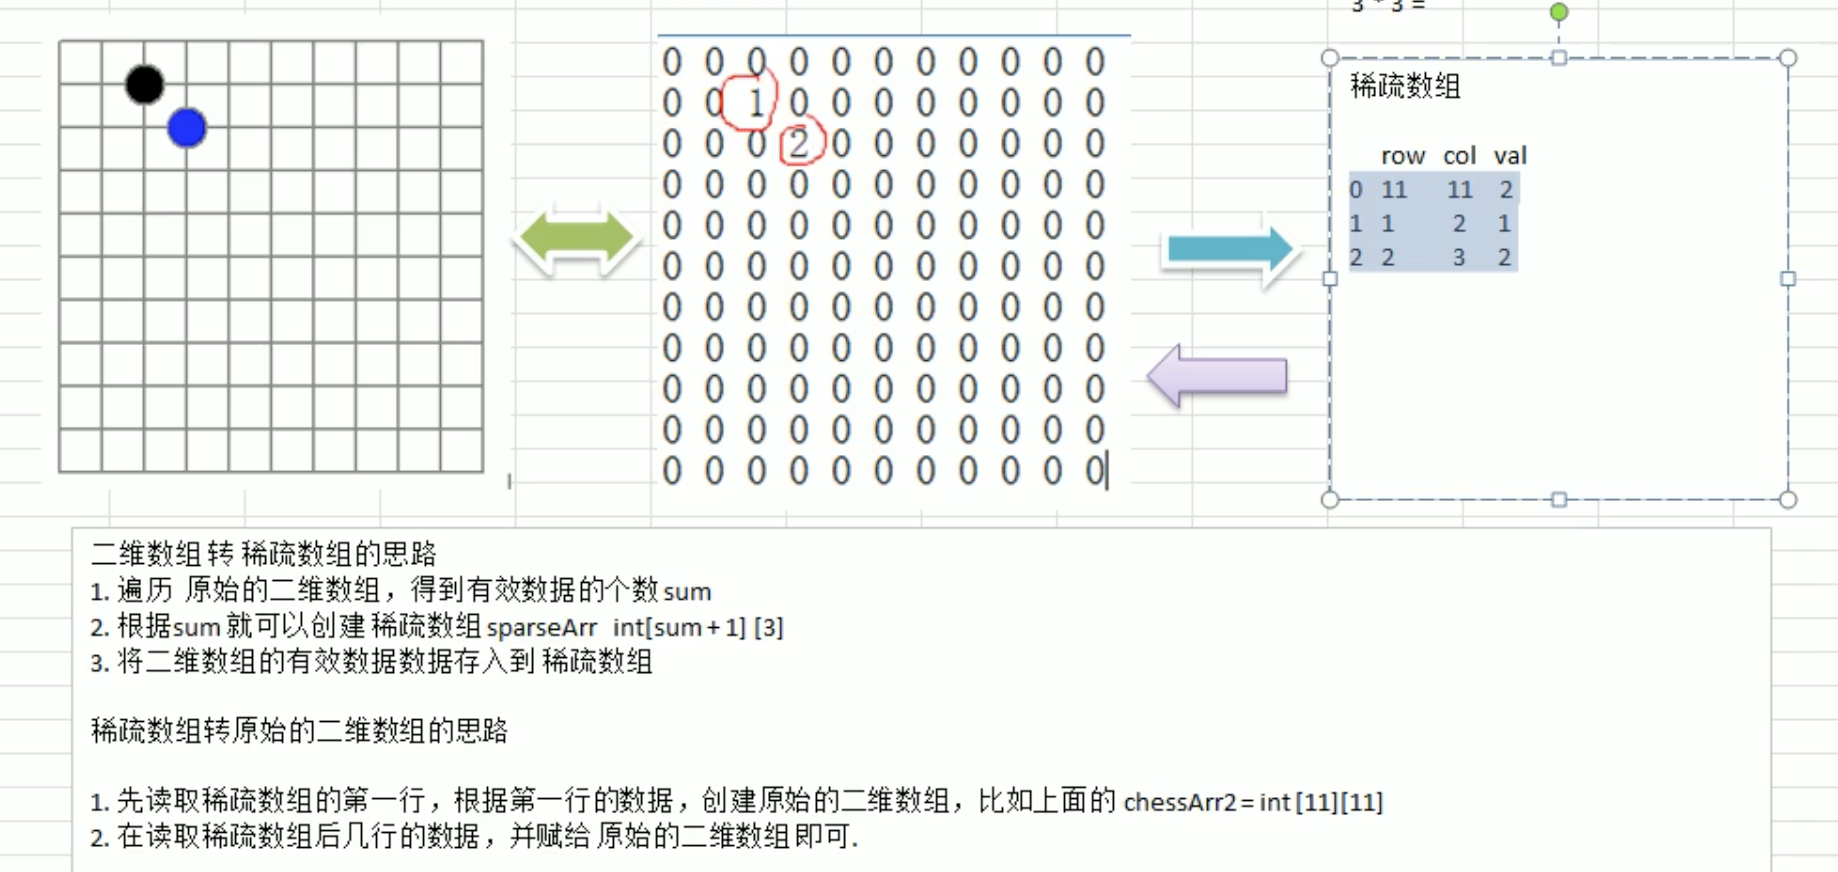 3 * 3 =
0 0 0 0 0 0 0 0 0 0 0
0 0 1 0 0 0 0 0 0 0 0
0 0 0 2 0 0 0 0 0 0 0
0 0 0 0 0 0 0 0 0 0 0
0 0 0 0 0 0 0 0 0 0 0
0 0 0 0 0 0 0 0 0 0 0
0 0 0 0 0 0 0 0 0 0 0
0 0 0 0 0 0 0 0 0 0 0
0 0 0 0 0 0 0 0 0 0 0
0 0 0 0 0 0 0 0 0 0 0
0 0 0 0 0 0 0 0 0 0 0
稀疏数组
row col val
0 11 11 2
1 1 2 1
2 2 3 2
二维数组 转 稀疏数组的思路
1. 遍历 原始的二维数组，得到有效数据的个数 sum
2. 根据sum 就可以创建 稀疏数组 sparseArr int[sum + 1] [3]
3. 将二维数组的有效数据数据存入到 稀疏数组
稀疏数组转原始的二维数组的思路
1. 先读取稀疏数组的第一行，根据第一行的数据，创建原始的二维数组，比如上面的 chessArr2 = int [11][11]
2. 在读取稀疏数组后几行的数据，并赋给 原始的二维数组 即可.